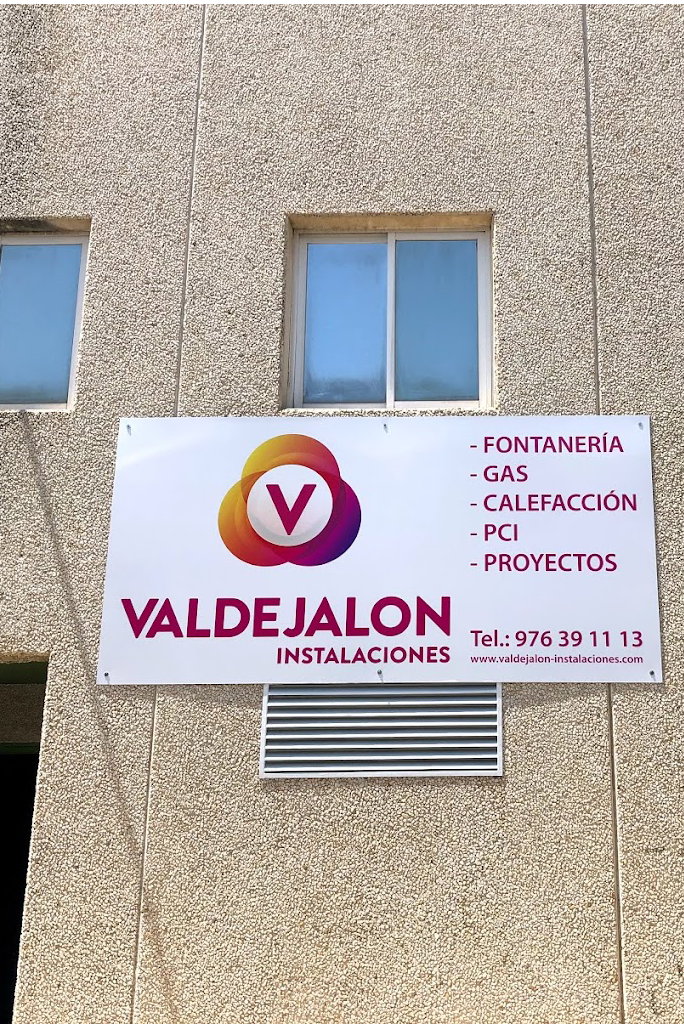 V
VALDEJALON
INSTALACIONES
- FONTANERÍA
- GAS
- CALEFACCIÓN
- PCI
- PROYECTOS
Tel.: 976 39 11 13
www.valdejalon-instalaciones.com